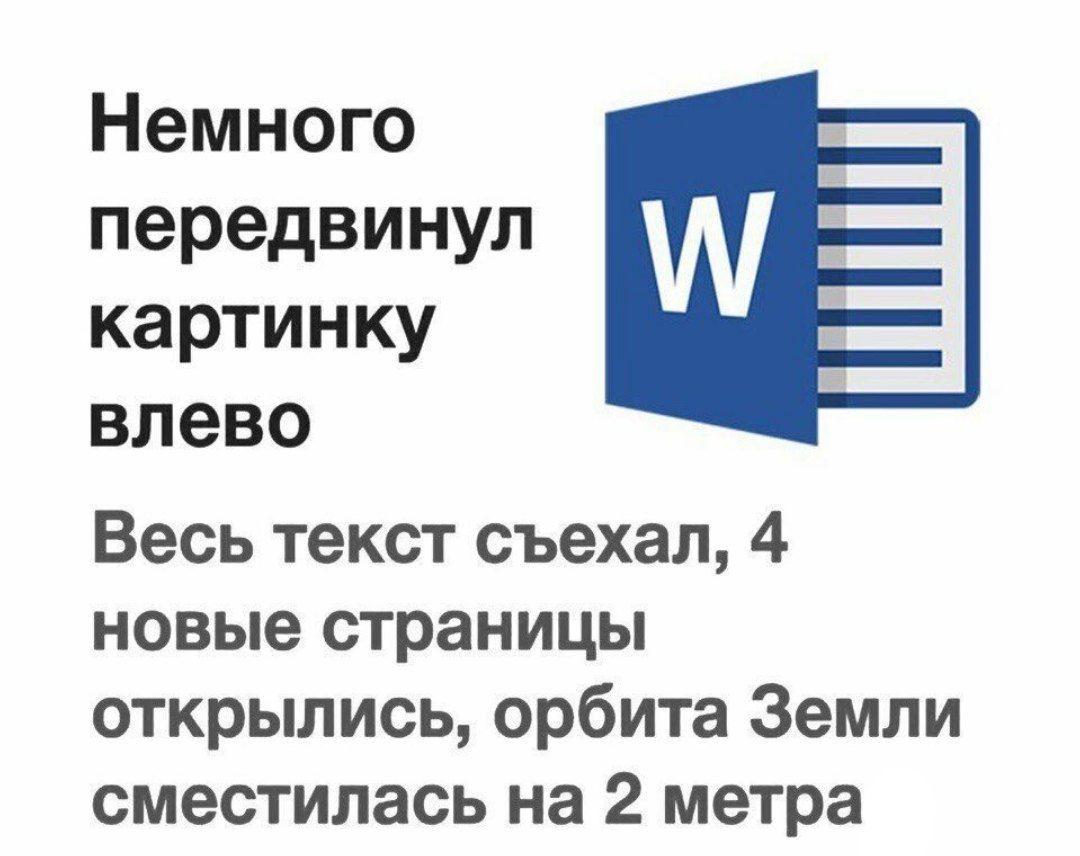 Немного
передвинул
картинку
влево
W
Весь текст съехал, 4
новые страницы
открылись, орбита Земли
сместилась на 2 метра